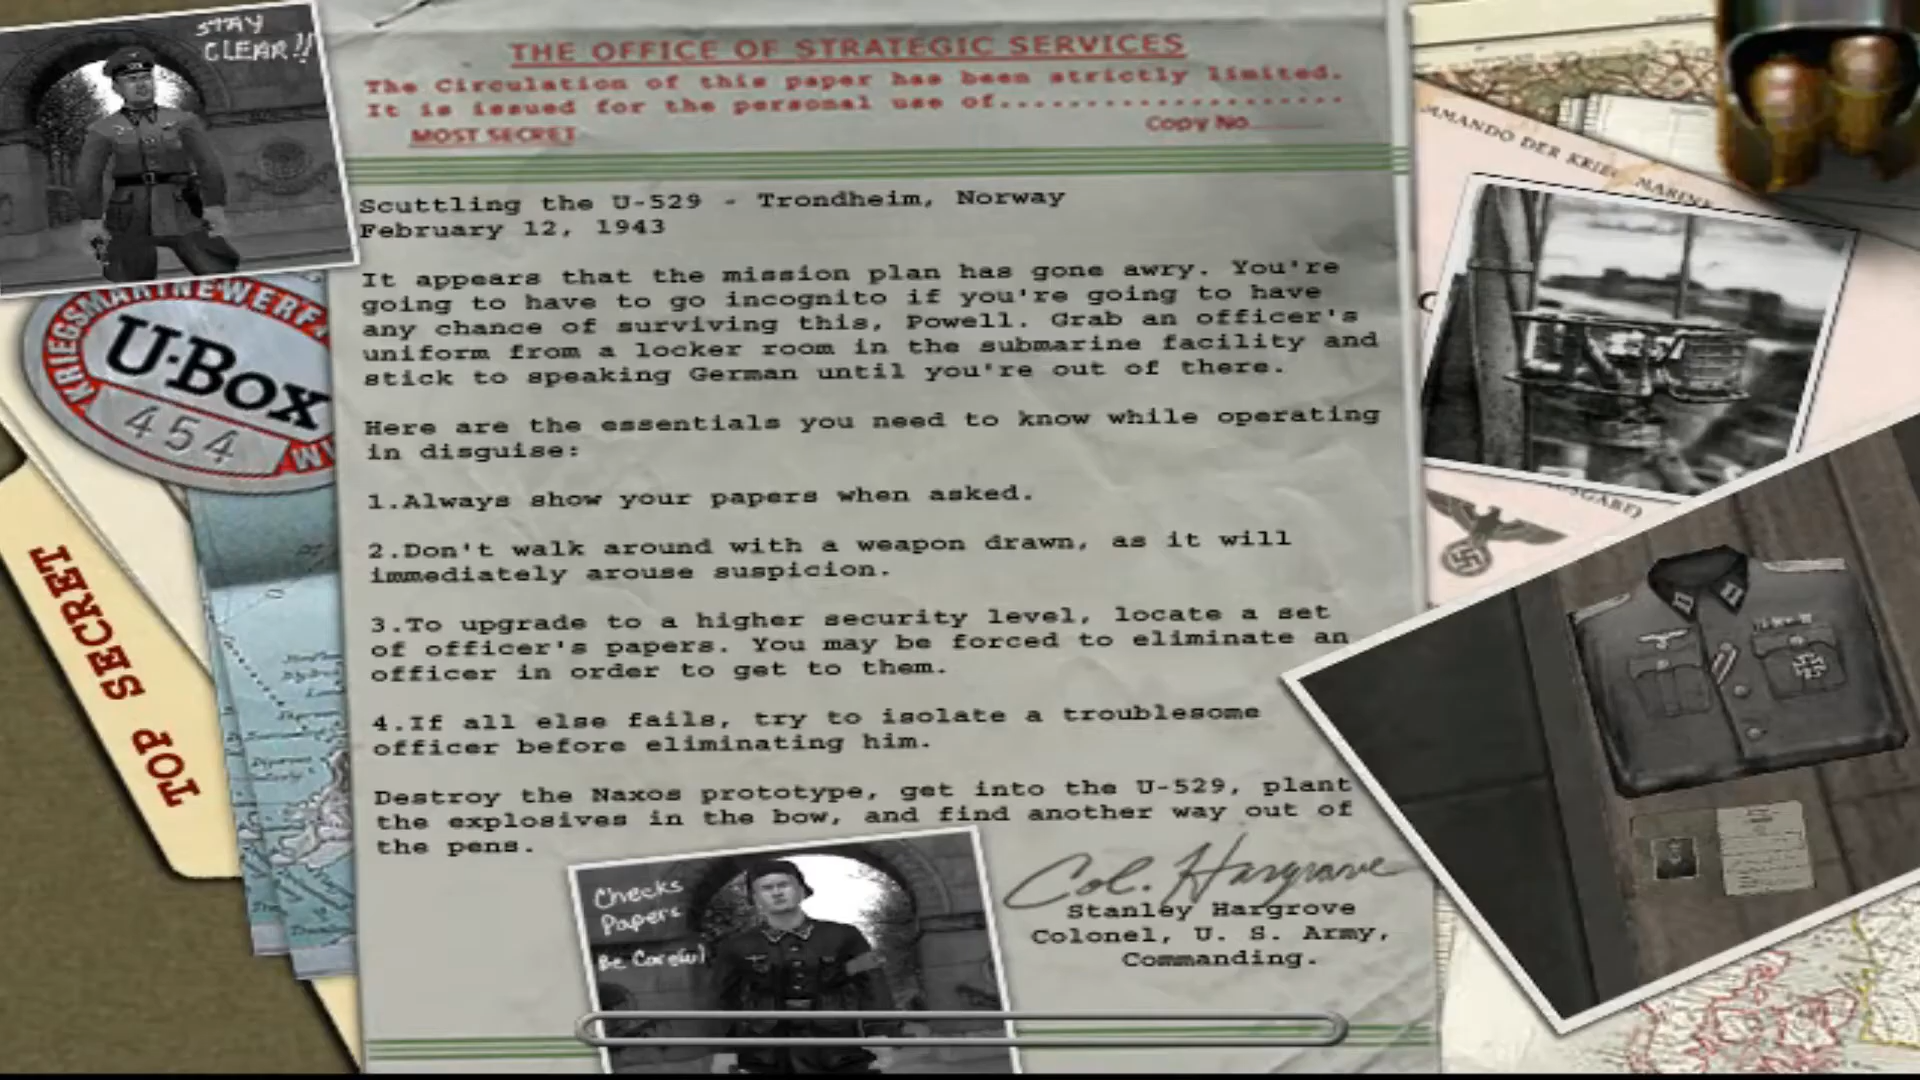 STAY
CLEAR!!
THE OFFICE OF STRATEGIC SERVICES
The Circulation of this paper has been strictly limited.
It is issued for the personal use of......................
MOST SECRET
Copy No.
Scuttling the U-529 - Trondheim, Norway
February 12, 1943
It appears that the mission plan has gone awry. You're
going to have to go incognito if you're going to have
any chance of surviving this, Powell. Grab an officer's
uniform from a locker room in the submarine facility and
stick to speaking German until you're out of there.
Here are the essentials you need to know while operating
in disguise:
1.Always show your papers when asked.
2.Don't walk around with a weapon drawn, as it will
immediately arouse suspicion.
3.To upgrade to a higher security level, locate a set
of officer's papers. You may be forced to eliminate an
officer in order to get to them.
4.If all else fails, try to isolate a troublesome
officer before eliminating him.
Destroy the Naxos prototype, get into the U-529, plant
the explosives in the bow, and find another way out of
the pens.
Col. Hargrove
Stanley Hargrove
Colonel, U. S. Army,
Commanding.
Checks
Papers
Be Careful
U-Box
454
TOP SECRET
DER